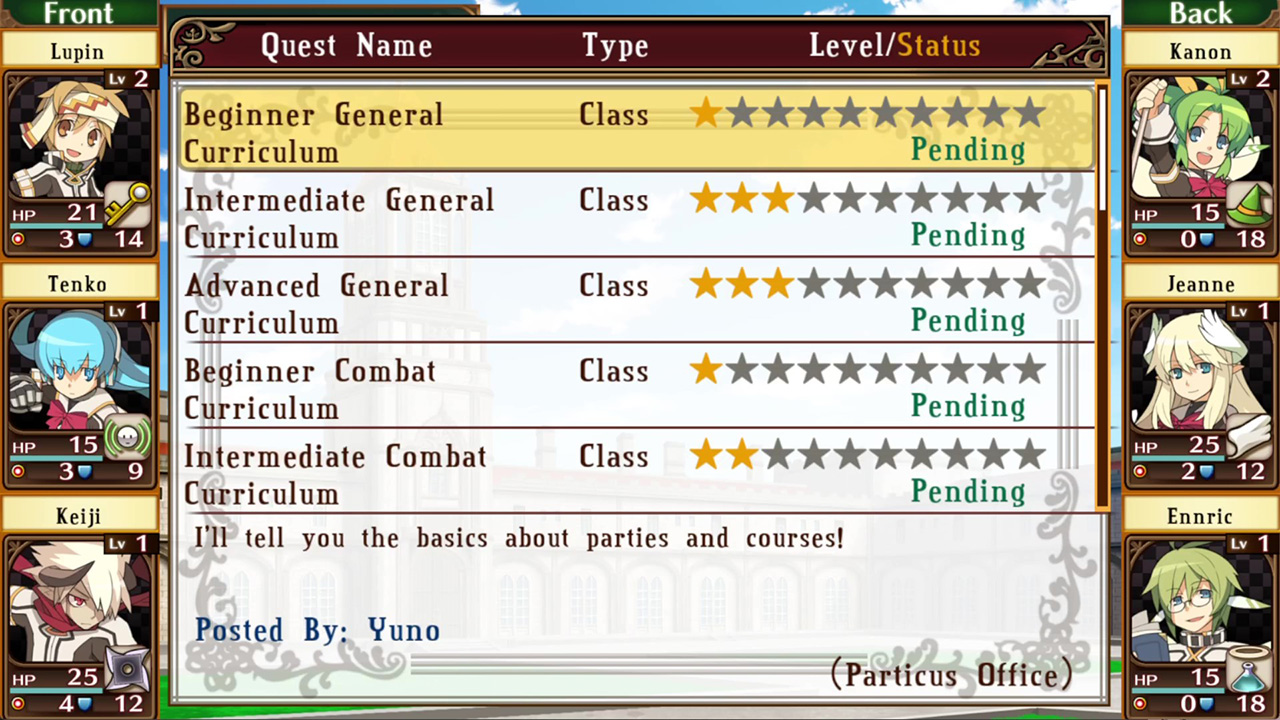 Front
Lupin
Lv 2
HP 21
3 14
Tenko
Lv 1
HP 15
3 9
Keiji
Lv 1
HP 25
4 12
Quest Name Type Level/Status
Beginner General Class
Curriculum Pending
Intermediate General Class
Curriculum Pending
Advanced General Class
Curriculum Pending
Beginner Combat Class
Curriculum Pending
Intermediate Combat Class
Curriculum Pending
I'll tell you the basics about parties and courses!
Posted By: Yuno
(Particus Office)
Back
Kanon
Lv 2
HP 15
0 18
Jeanne
Lv 1
HP 25
2 12
Ennric
Lv 1
HP 15
0 18